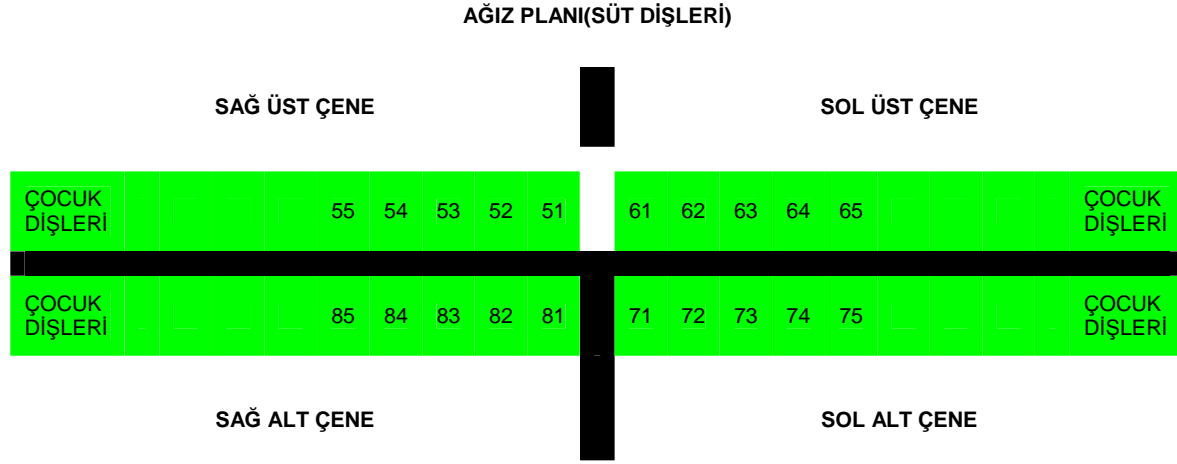 AĞIZ PLANI(SÜT DİŞLERİ)
SAĞ ÜST ÇENE SOL ÜST ÇENE
ÇOCUK DİŞLERİ 55 54 53 52 51 61 62 63 64 65 ÇOCUK DİŞLERİ
ÇOCUK DİŞLERİ 85 84 83 82 81 71 72 73 74 75 ÇOCUK DİŞLERİ
SAĞ ALT ÇENE SOL ALT ÇENE